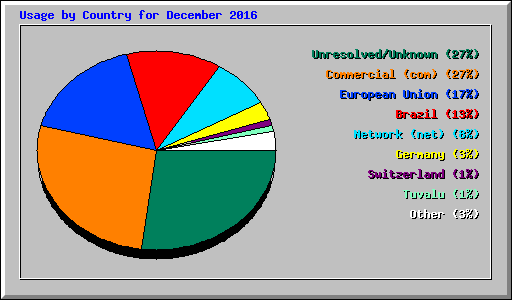 Usage by Country for December 2016
Unresolved/Unknown (27%)
Commercial (com) (27%)
European Union (17%)
Brazil (13%)
Network (net) (8%)
Germany (3%)
Switzerland (1%)
Tuvalu (1%)
Other (3%)